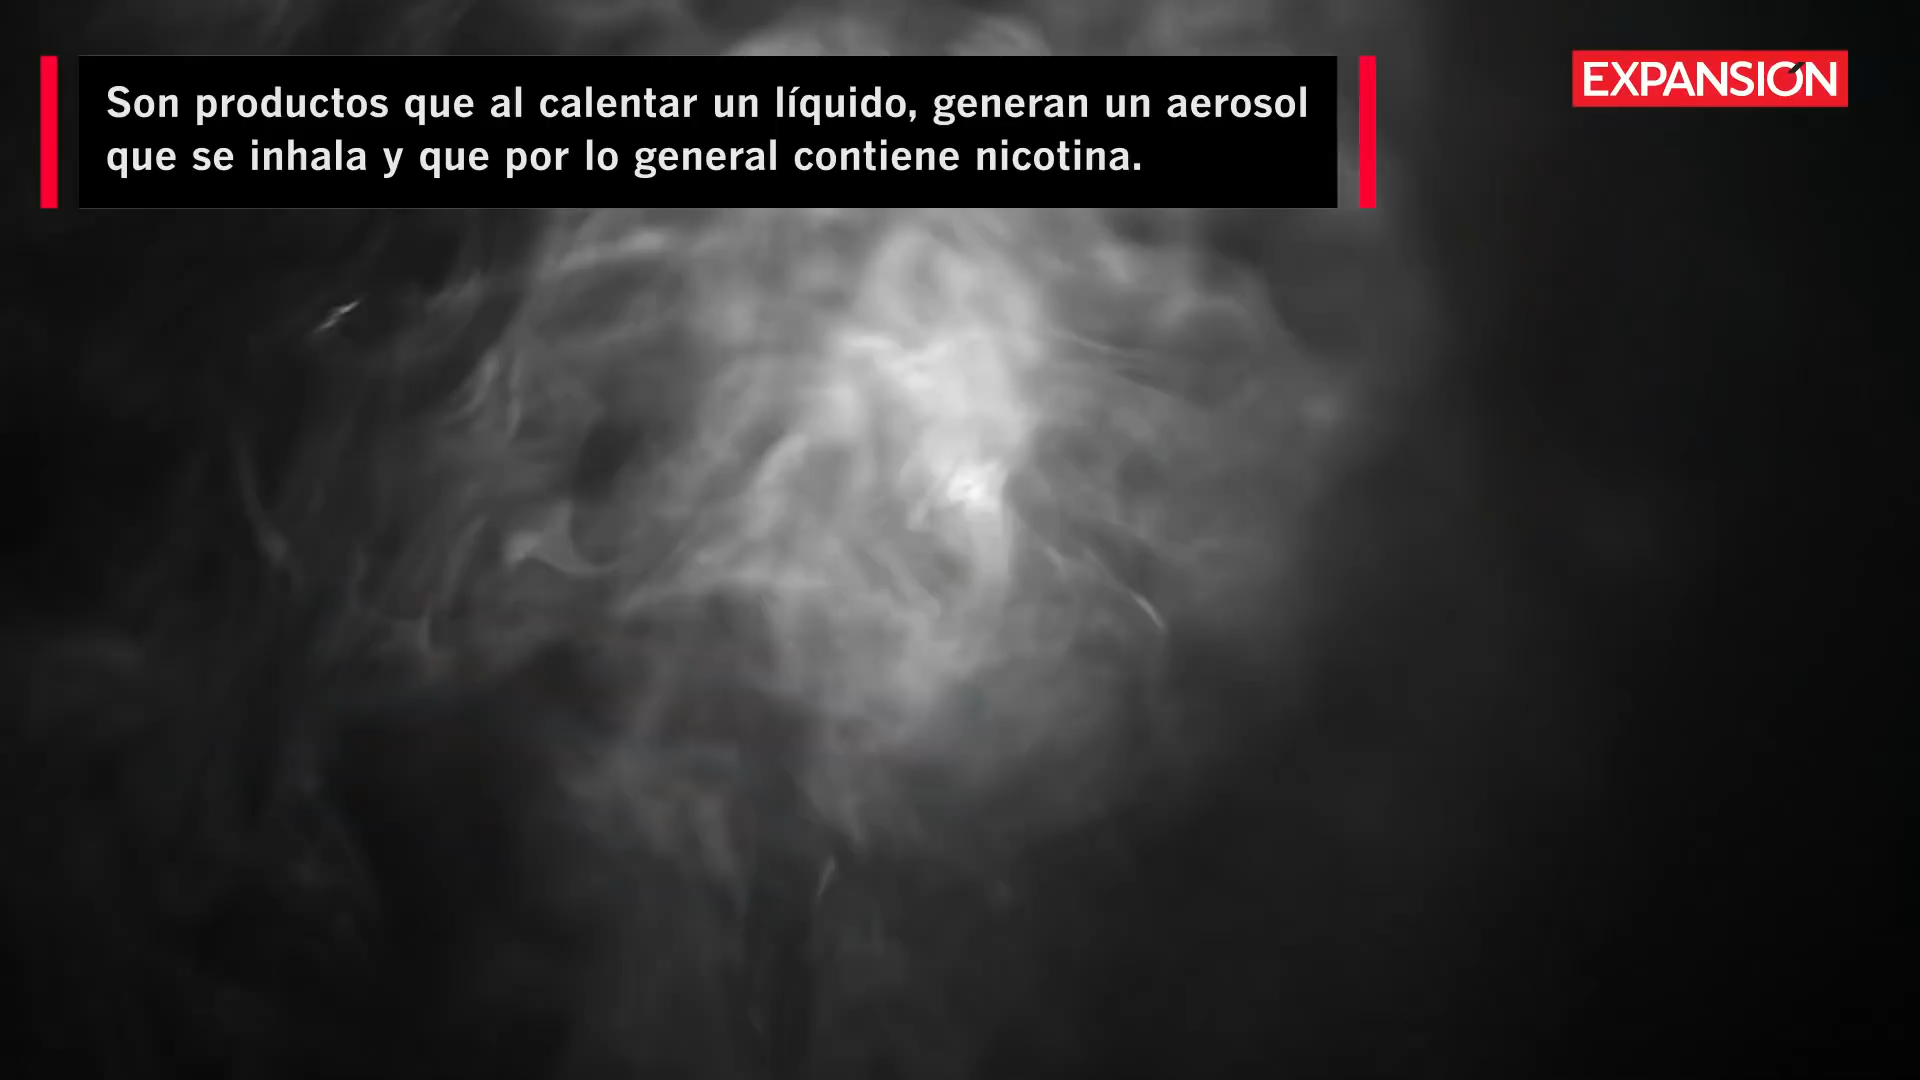 Son productos que al calentar un líquido, generan un aerosol
que se inhala y que por lo general contiene nicotina.
EXPANSIÓN